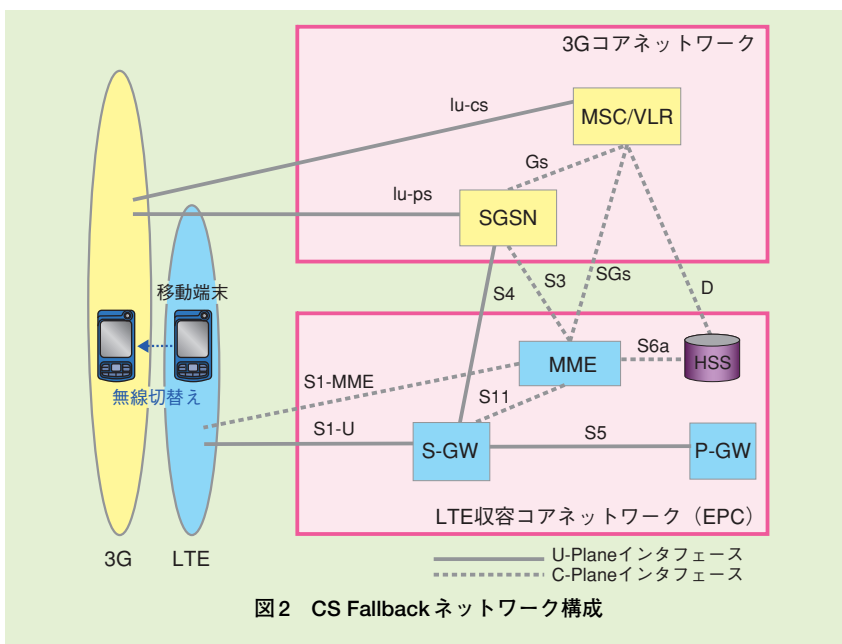 3Gコアネットワーク
Iu-cs
MSC/VLR
Gs
Iu-ps
SGSN
S3
SGs
S4
D
移動端末
無線切替え
S1-MME
MME
S6a
HSS
S11
S1-U
S-GW
S5
P-GW
LTE収容コアネットワーク（EPC）
3G
LTE
U-Planeインタフェース
C-Planeインタフェース
図2 CS Fallbackネットワーク構成